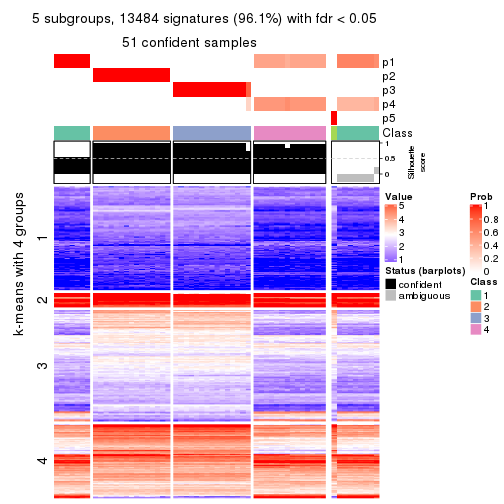 5 subgroups, 13484 signatures (96.1%) with fdr < 0.05
51 confident samples
p1
p2
p3
p4
p5
Class
1
0.5
0
Silhouette
score
k-means with 4 groups
1
2
3
4
Value
5
4
3
2
1
Status (barplots)
confident
ambiguous
Prob
1
0.8
0.6
0.4
0.2
0
Class
1
2
3
4